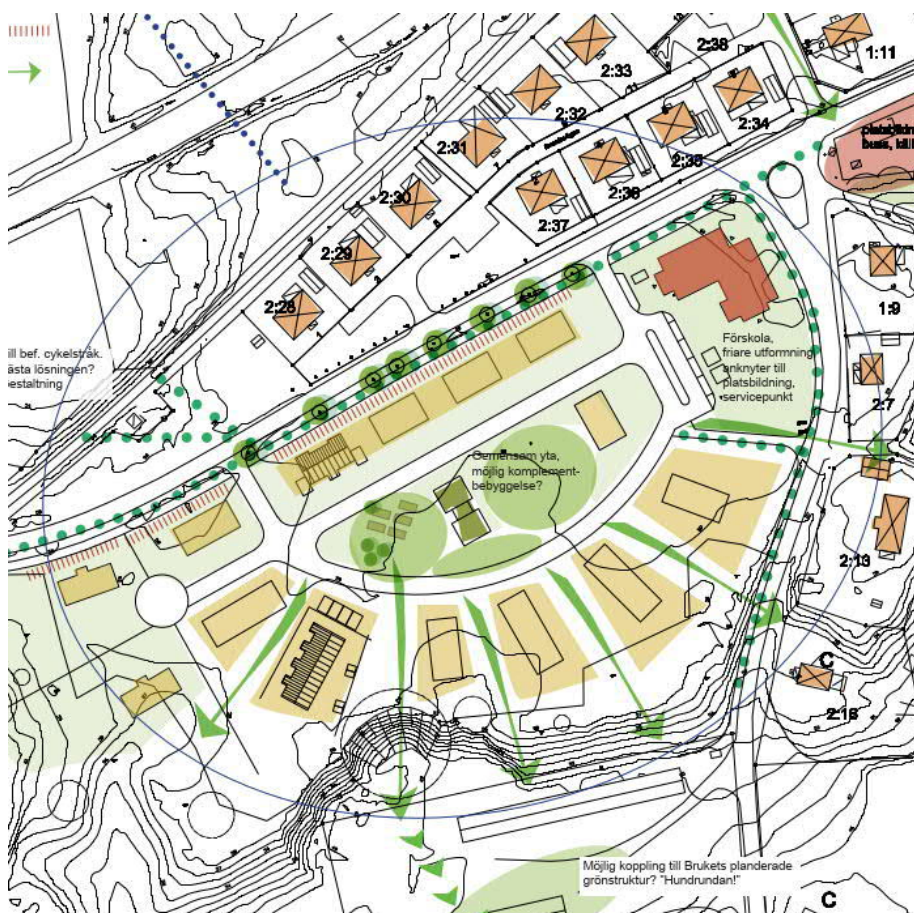 2:38
1:11
2:33
2:32
2:34
2:31
2:35
2:36
2:30
2:37
2:29
2:28
1:9
ill bef. cykelstråk.
ästa lösningen?
estaltning
Förskola,
friare utformning
anknyter till
platsbildning,
servicepunkt
2:7
Gemensam yta,
möjlig komplement-
bebyggelse?
2:13
C
2:16
Möjlig koppling till Brukets planderade
grönstruktur? "Hundrundan!"
C